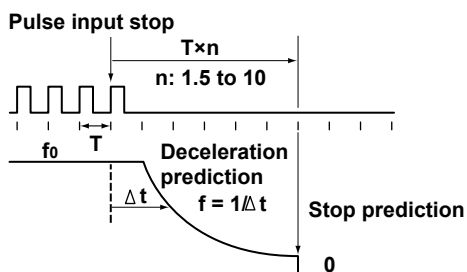 Pulse input stop
T×n
n: 1.5 to 10
f0
T
Deceleration
prediction
f = 1/Δt
Δt
Stop prediction
0